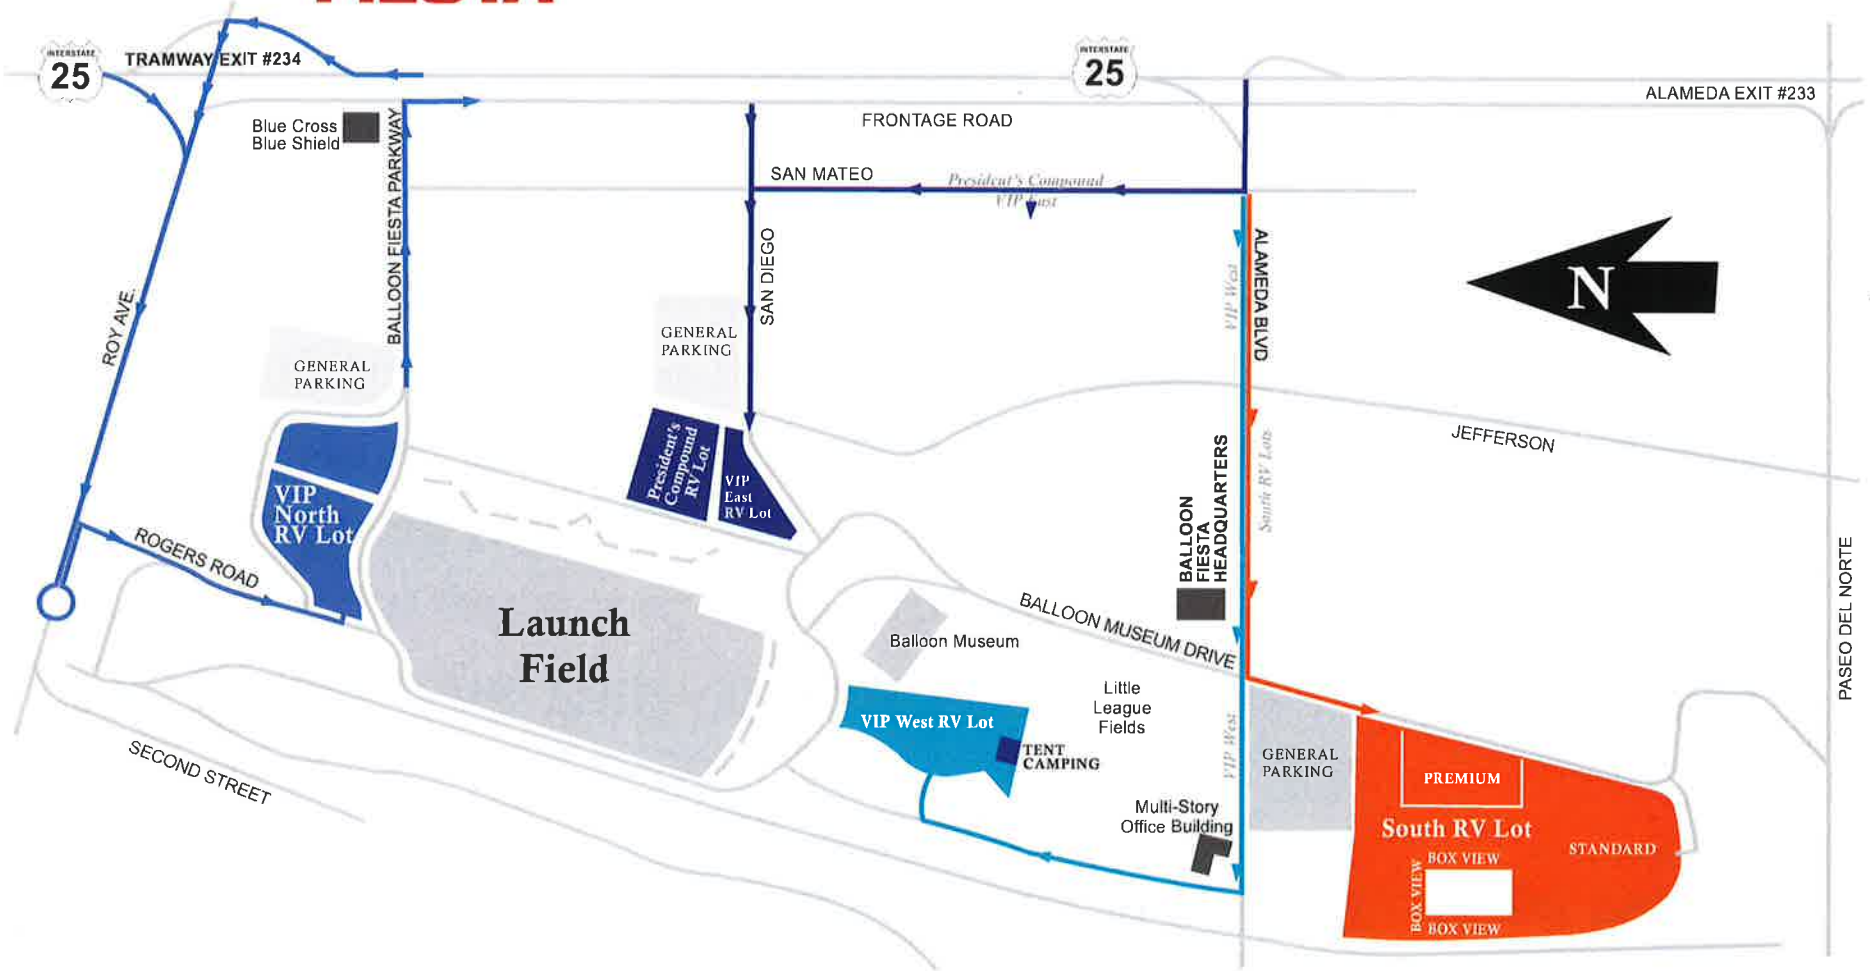 FIESTA
INTERSTATE
25
TRAMWAY EXIT #234
INTERSTATE
25
ALAMEDA EXIT #233
Blue Cross
Blue Shield
BALLOON FIESTA PARKWAY
FRONTAGE ROAD
SAN MATEO
President's Compound
VIP East
SAN DIEGO
ALAMEDA BLVD
VIP West
N
ROY AVE.
GENERAL
PARKING
GENERAL
PARKING
JEFFERSON
President's
Compound
RV Lot
VIP
East
RV Lot
South RV Lots
BALLOON
FIESTA
HEADQUARTERS
VIP
North
RV Lot
ROGERS ROAD
PASEO DEL NORTE
Launch
Field
BALLOON MUSEUM DRIVE
Balloon Museum
Little
League
Fields
VIP West RV Lot
VIP West
TENT
CAMPING
GENERAL
PARKING
SECOND STREET
PREMIUM
Multi-Story
Office Building
South RV Lot
STANDARD
BOX VIEW
BOX VIEW
BOX VIEW